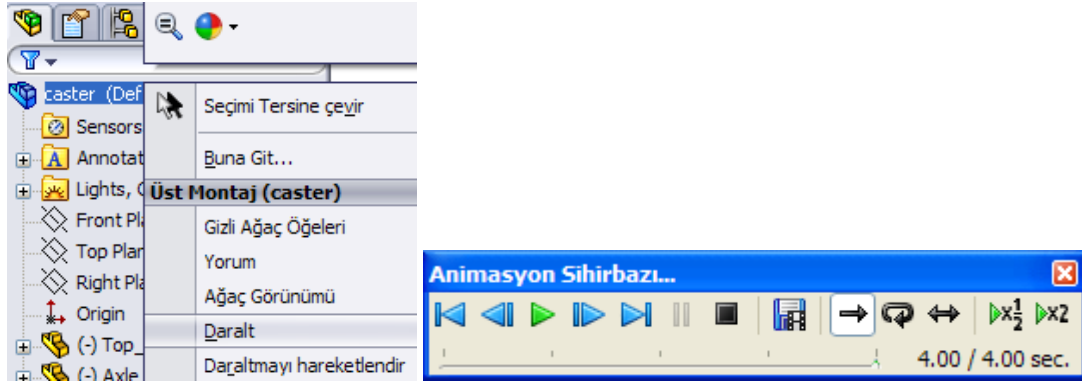 caster (Def
Sensors
Annotat
Lights, C
Front Pla
Top Plan
Right Pla
Origin
(-) Top_
(-) Axle
Seçimi Tersine çevir
Buna Git...
Üst Montaj (caster)
Gizli Ağaç Öğeleri
Yorum
Ağaç Görünümü
Daralt
Daraltmayı hareketlendir
Animasyon Sihirbazı...
x½ x2
4.00 / 4.00 sec.